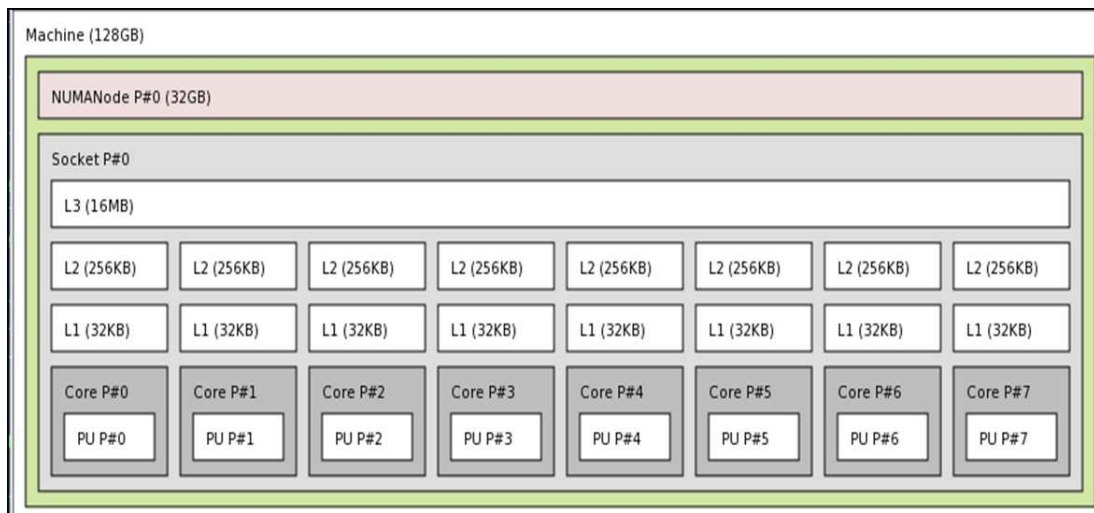 Machine (128GB)
NUMANode P#0 (32GB)
Socket P#0
L3 (16MB)
L2 (256KB) L2 (256KB) L2 (256KB) L2 (256KB) L2 (256KB) L2 (256KB) L2 (256KB) L2 (256KB)
L1 (32KB) L1 (32KB) L1 (32KB) L1 (32KB) L1 (32KB) L1 (32KB) L1 (32KB) L1 (32KB)
Core P#0 Core P#1 Core P#2 Core P#3 Core P#4 Core P#5 Core P#6 Core P#7
PU P#0 PU P#1 PU P#2 PU P#3 PU P#4 PU P#5 PU P#6 PU P#7